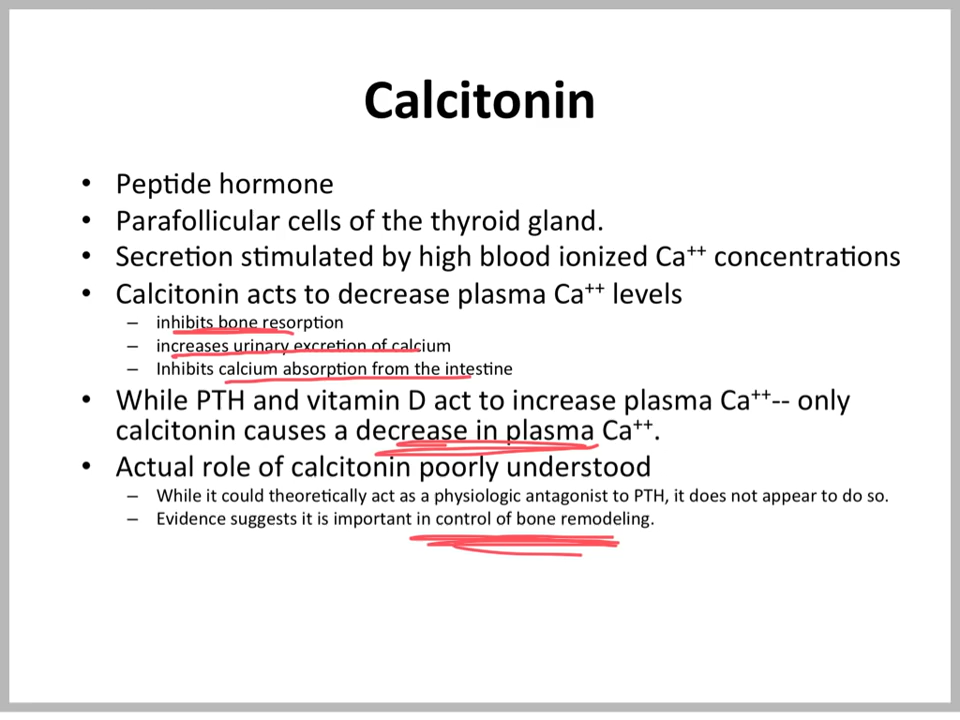 Calcitonin
• Peptide hormone
• Parafollicular cells of the thyroid gland.
• Secretion stimulated by high blood ionized Ca⁺⁺ concentrations
• Calcitonin acts to decrease plasma Ca⁺⁺ levels
– inhibits bone resorption
– increases urinary excretion of calcium
– Inhibits calcium absorption from the intestine
• While PTH and vitamin D act to increase plasma Ca⁺⁺-- only
calcitonin causes a decrease in plasma Ca⁺⁺.
• Actual role of calcitonin poorly understood
– While it could theoretically act as a physiologic antagonist to PTH, it does not appear to do so.
– Evidence suggests it is important in control of bone remodeling.